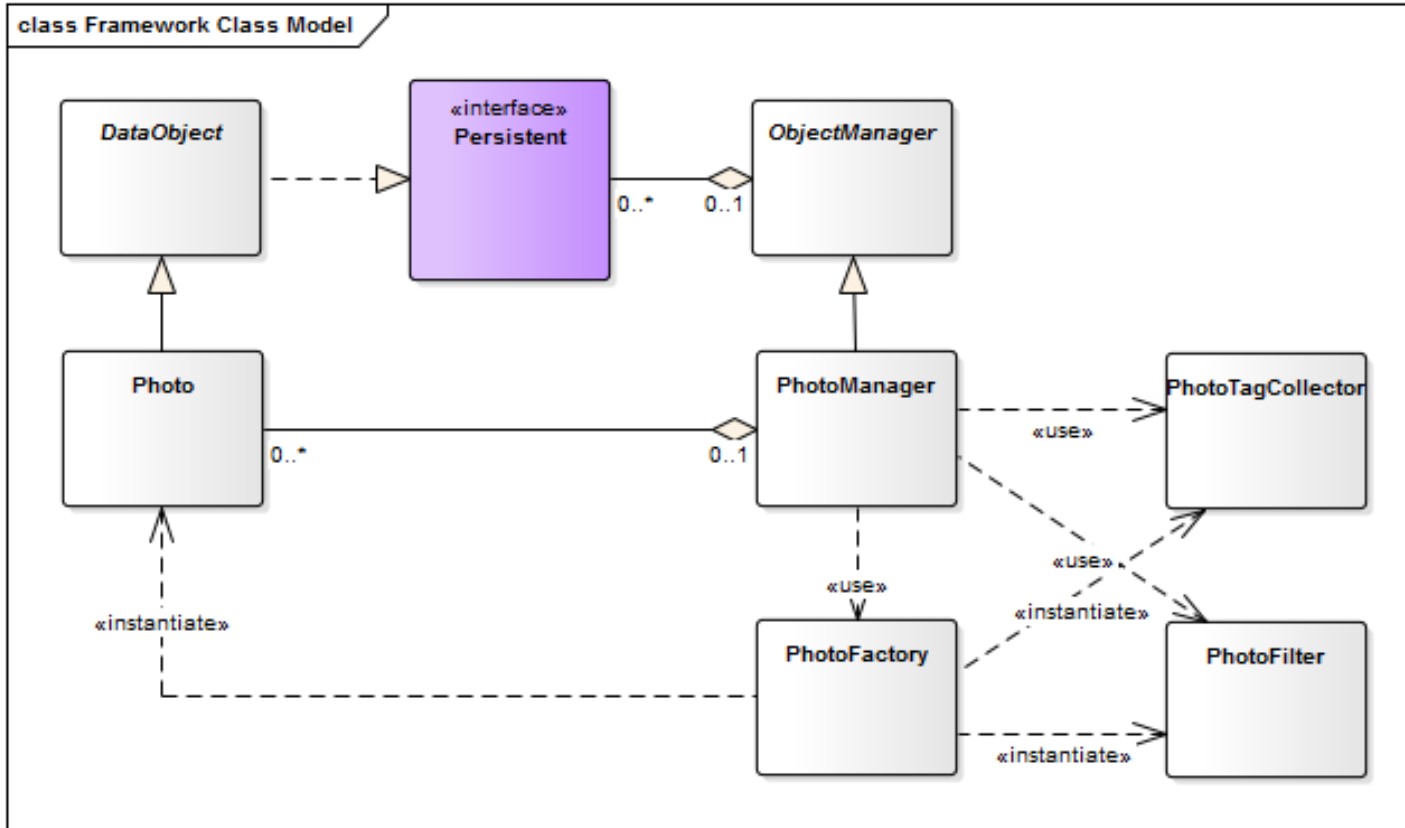 class Framework Class Model
DataObject
«interface»
Persistent
ObjectManager
0..*
0..1
Photo
PhotoManager
PhotoTagCollector
0..*
0..1
«use»
«use»
«use»
«instantiate»
«instantiate»
PhotoFactory
PhotoFilter
«instantiate»